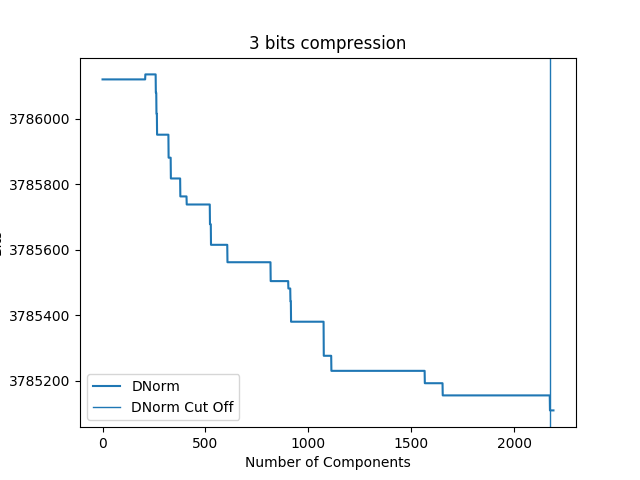 3 bits compression
3786000
3785800
3785600
3785400
3785200
DNorm
DNorm Cut Off
0 500 1000 1500 2000
Number of Components